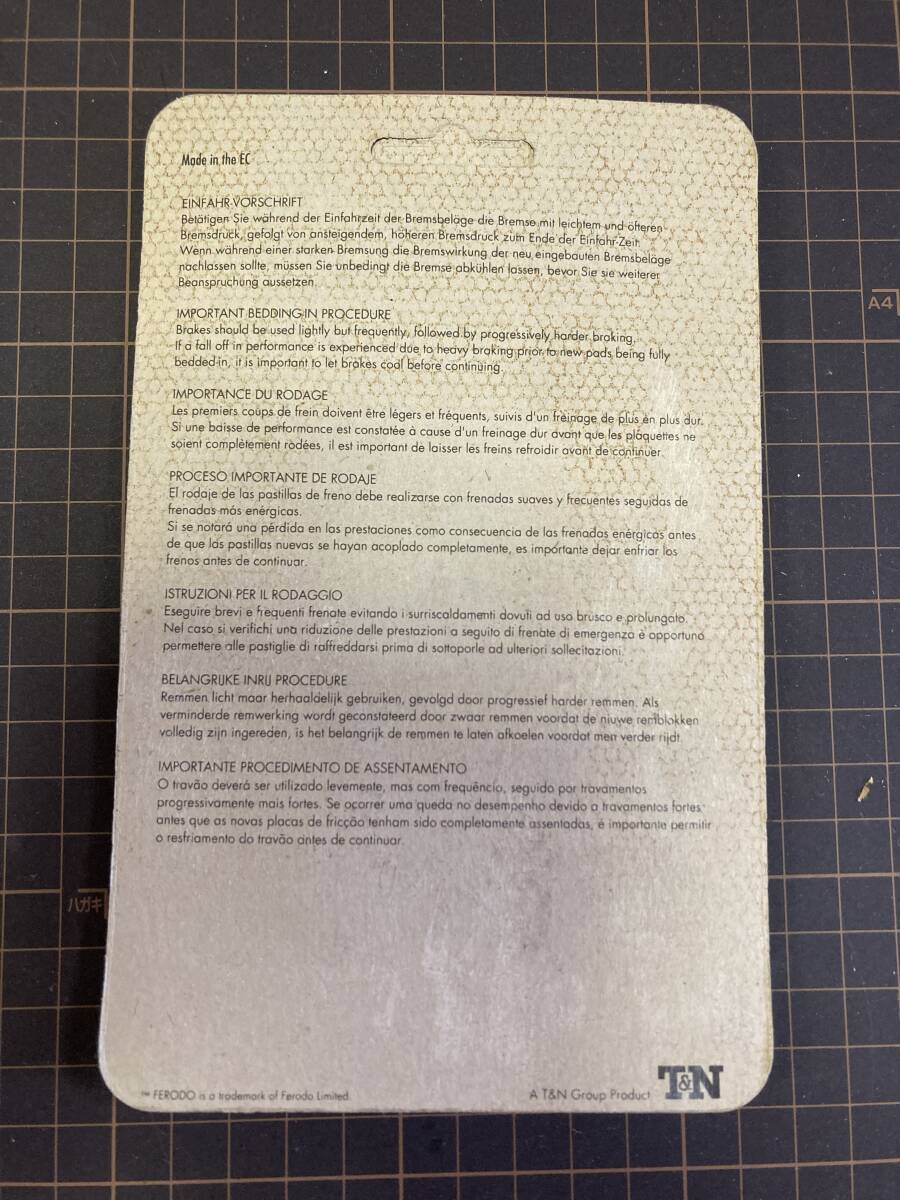 Made in the EC
EINFAHR-VORSCHRIFT
Betätigen Sie während der Einfahrzeit der Bremsbeläge die Bremse mit leichtem und öfteren
Bremsdruck, gefolgt von ansteigendem, höheren Bremsdruck zum Ende der Einfahr-Zeit.
Wenn während einer starken Bremsung die Bremswirkung der neu eingebauten Bremsbeläge
nachlassen sollte, müssen Sie unbedingt die Bremse abkühlen lassen, bevor Sie sie weiterer
Beanspruchung aussetzen.
IMPORTANT BEDDING-IN PROCEDURE
Brakes should be used lightly but frequently, followed by progressively harder braking.
If a fall off in performance is experienced due to heavy braking prior to new pads being fully
bedded-in, it is important to let brakes cool before continuing.
IMPORTANCE DU RODAGE
Les premiers coups de frein doivent être légers et fréquents, suivis d'un freinage de plus en plus dur.
Si une baisse de performance est constatée à cause d'un freinage dur avant que les plaquettes ne
soient complètement rodées, il est important de laisser les freins refroidir avant de continuer.
PROCESO IMPORTANTE DE RODAJE
El rodaje de las pastillas de freno debe realizarse con frenadas suaves y frecuentes seguidas de
frenadas más enérgicas.
Si se notará una pérdida en las prestaciones como consecuencia de las frenadas enérgicas antes
de que las pastillas nuevas se hayan acoplado completamente, es importante dejar enfriar los
frenos antes de continuar.
ISTRUZIONI PER IL RODAGGIO
Eseguire brevi e frequenti frenate evitando i surriscaldamenti dovuti ad uso brusco e prolungato.
Nel caso si verifichi una riduzione delle prestazioni a seguito di frenate di emergenza è opportuno
permettere alle pastiglie di raffreddarsi prima di sottoporle ad ulteriori sollecitazioni.
BELANGRIJKE INRIJ PROCEDURE
Remmen licht maar herhaaldelijk gebruiken, gevolgd door progressief harder remmen. Als
verminderde remwerking wordt geconstateerd door zwaar remmen voordat de niuwe remblokken
volledig zijn ingereden, is het belangrijk de remmen te laten afkoelen voordat men verder rijdt.
IMPORTANTE PROCEDIMENTO DE ASSENTAMENTO
O travão deverá ser utilizado levemente, mas com frequência, seguido por travamentos
progressivamente mais fortes. Se ocorrer uma queda no desempenho devido a travamentos fortes
antes que as novas placas de fricção tenham sido completamente assentadas, é importante permitir
o resfriamento do travão antes de continuar.
™ FERODO is a trademark of Ferodo Limited.
A T&N Group Product T&N
A4
ハガキ